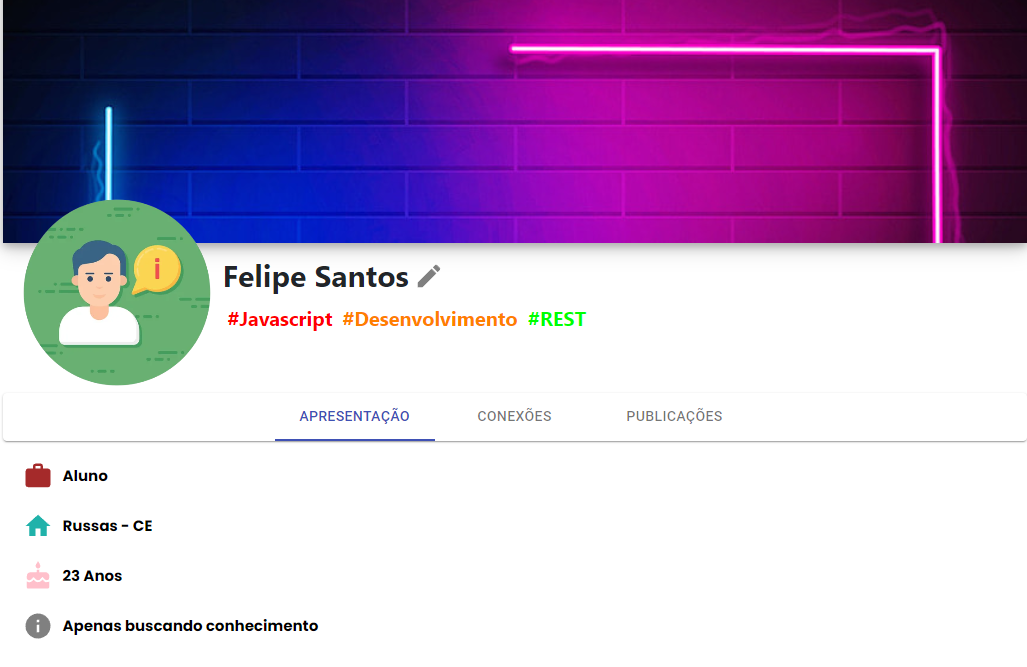 i
Felipe Santos
#Javascript #Desenvolvimento #REST
APRESENTAÇÃO CONEXÕES PUBLICAÇÕES
Aluno
Russas - CE
23 Anos
Apenas buscando conhecimento